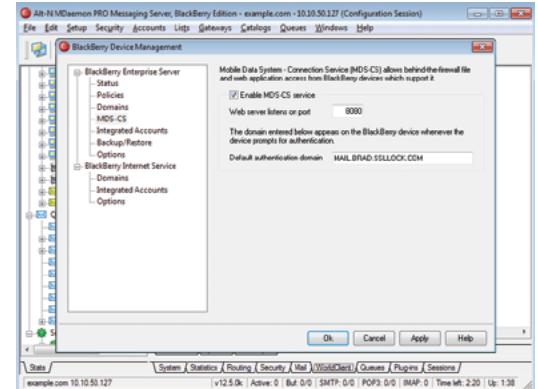 Alt-N MDaemon PRO Messaging Server, BlackBerry Edition - example.com - 10.10.50.127 (Configuration Session)
File Edit Setup Security Accounts Lists Gateways Catalogs Queues Windows Help
BlackBerry Device Management
BlackBerry Enterprise Server
Status
Policies
Domains
MDS-CS
Integrated Accounts
Backup/Restore
Options
BlackBerry Internet Service
Domains
Integrated Accounts
Options
Mobile Data System - Connection Service (MDS-CS) allows behind-the-firewall file
and web application access from BlackBerry devices which support it.
Enable MDS-CS service
Web server listens on port 8080
The domain entered below appears on the BlackBerry device whenever the
device prompts for authentication.
Default authentication domain MAIL.BRAD.SSLLOCK.COM
Ok Cancel Apply Help
Stats
System Statistics Routing Security Mail WorldClient Queues Plug-ins Sessions
example.com 10.10.50.127 v12.5.0k Active: 0 Buf: 0/0 SMTP: 0/0 POP3: 0/0 IMAP: 0 Time left: 2:20 Up: 1:38